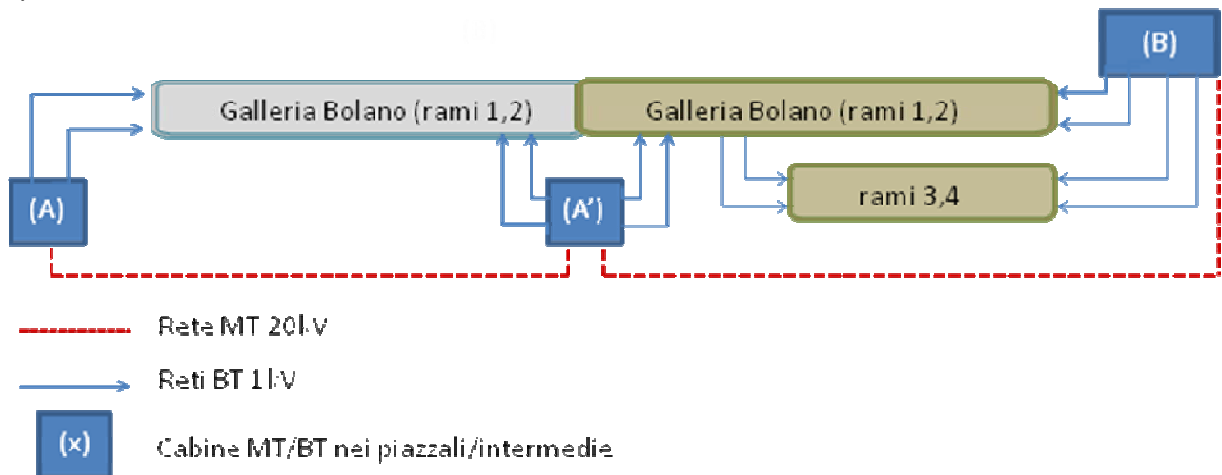 (B)
Galleria Bolano (rami 1,2)
Galleria Bolano (rami 1,2)
rami 3,4
(A)
(A')
Rete MT 20kV
Reti BT 1kV
(x)
Cabine MT/BT nei piazzali/intermedie